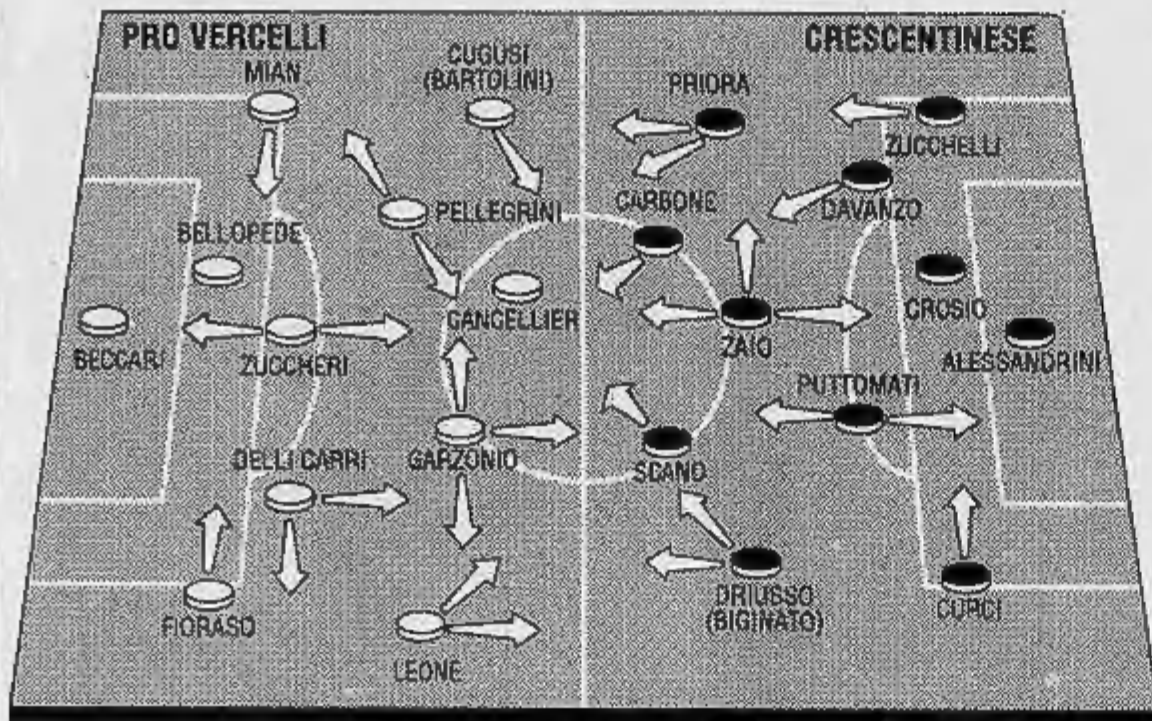 PRO VERCELLI
CRESCENTINESE
MIAN
CUGUSI
(BARTOLINI)
PRIORA
ZUCCHELLI
BELLOPEDE
PELLEGRINI
CARBONE
DAVANZO
BECCARI
ZUCCHERI
GANCELLIER
ZAIO
CROSIO
ALESSANDRINI
PUTTOMATI
DELLI CARRI
GARZONIO
SCANO
FIORASO
LEONE
DRIUSSO
(BIGINATO)
CURCI